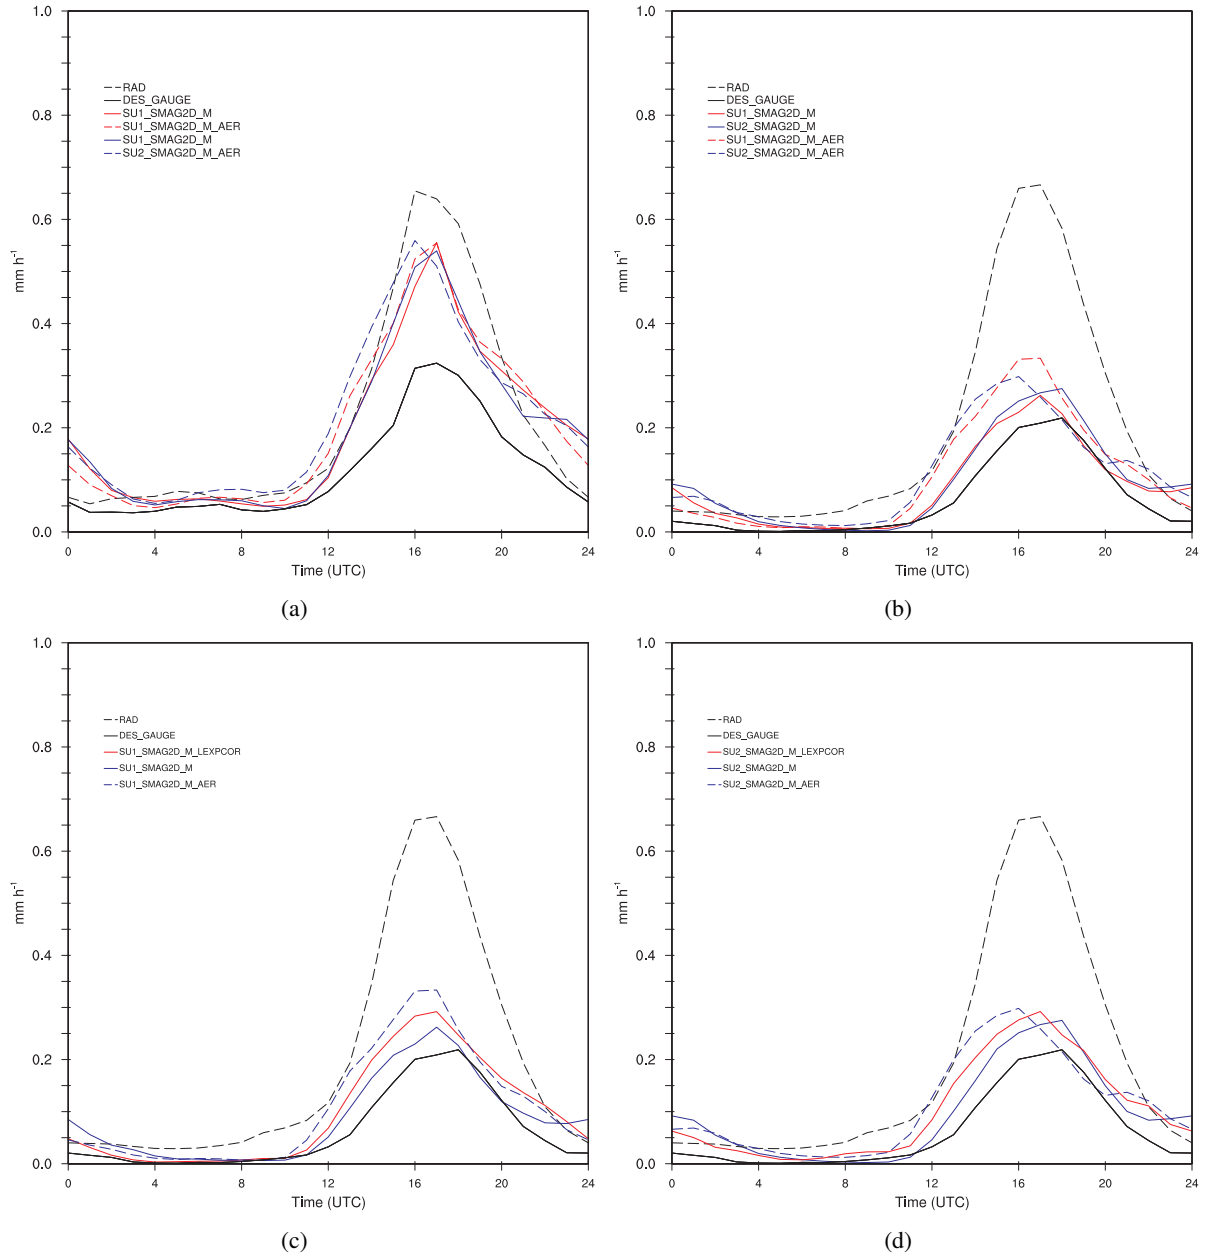 1.0
0.8
0.6
0.4
0.2
0.0
mm h-1
RAD
DES_GAUGE
SU1_SMAG2D_M
SU1_SMAG2D_M_AER
SU1_SMAG2D_M
SU2_SMAG2D_M_AER
0 4 8 12 16 20 24
Time (UTC)
(a)
1.0
0.8
0.6
0.4
0.2
0.0
mm h-1
RAD
DES_GAUGE
SU1_SMAG2D_M
SU2_SMAG2D_M
SU1_SMAG2D_M_AER
SU2_SMAG2D_M_AER
0 4 8 12 16 20 24
Time (UTC)
(b)
1.0
0.8
0.6
0.4
0.2
0.0
mm h-1
RAD
DES_GAUGE
SU1_SMAG2D_M_LEXPCOR
SU1_SMAG2D_M
SU1_SMAG2D_M_AER
0 4 8 12 16 20 24
Time (UTC)
(c)
1.0
0.8
0.6
0.4
0.2
0.0
mm h-1
RAD
DES_GAUGE
SU2_SMAG2D_M_LEXPCOR
SU2_SMAG2D_M
SU2_SMAG2D_M_AER
0 4 8 12 16 20 24
Time (UTC)
(d)